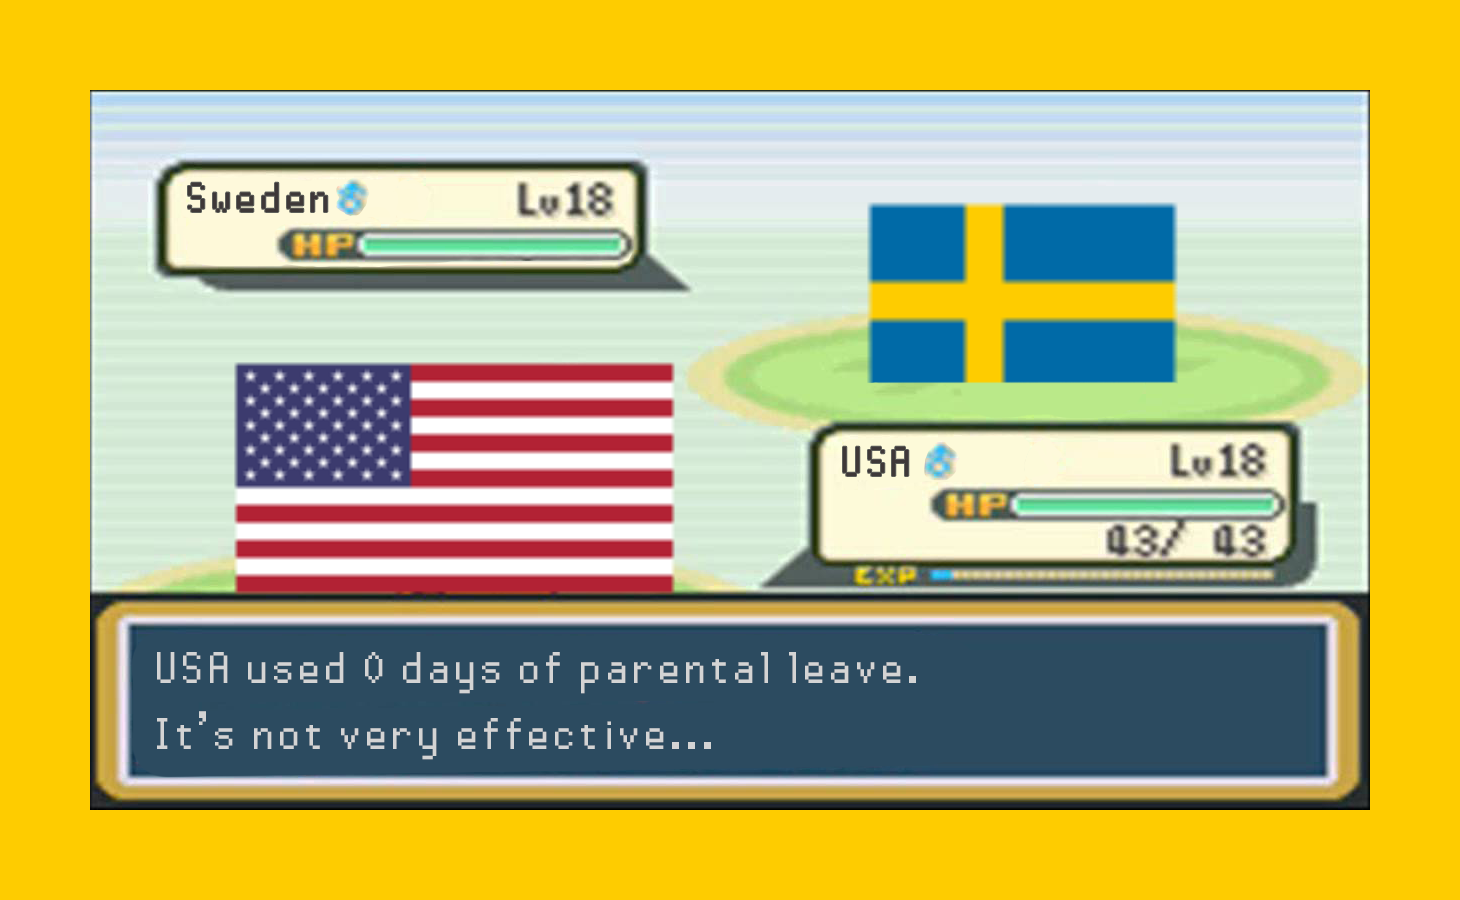 Sweden♂ Lv18
HP
USA ♂ Lv18
HP
43/ 43
EXP
USA used 0 days of parental leave.
It's not very effective...